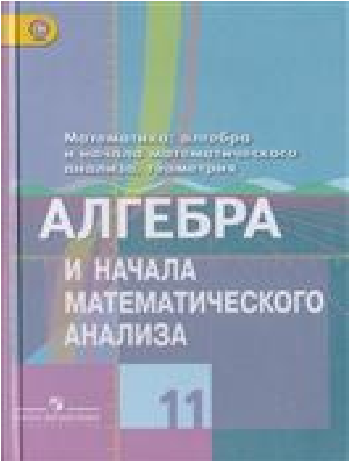 Математика: алгебра
и начала математического
анализа, геометрия
АЛГЕБРА
И НАЧАЛА
МАТЕМАТИЧЕСКОГО
АНАЛИЗА
11